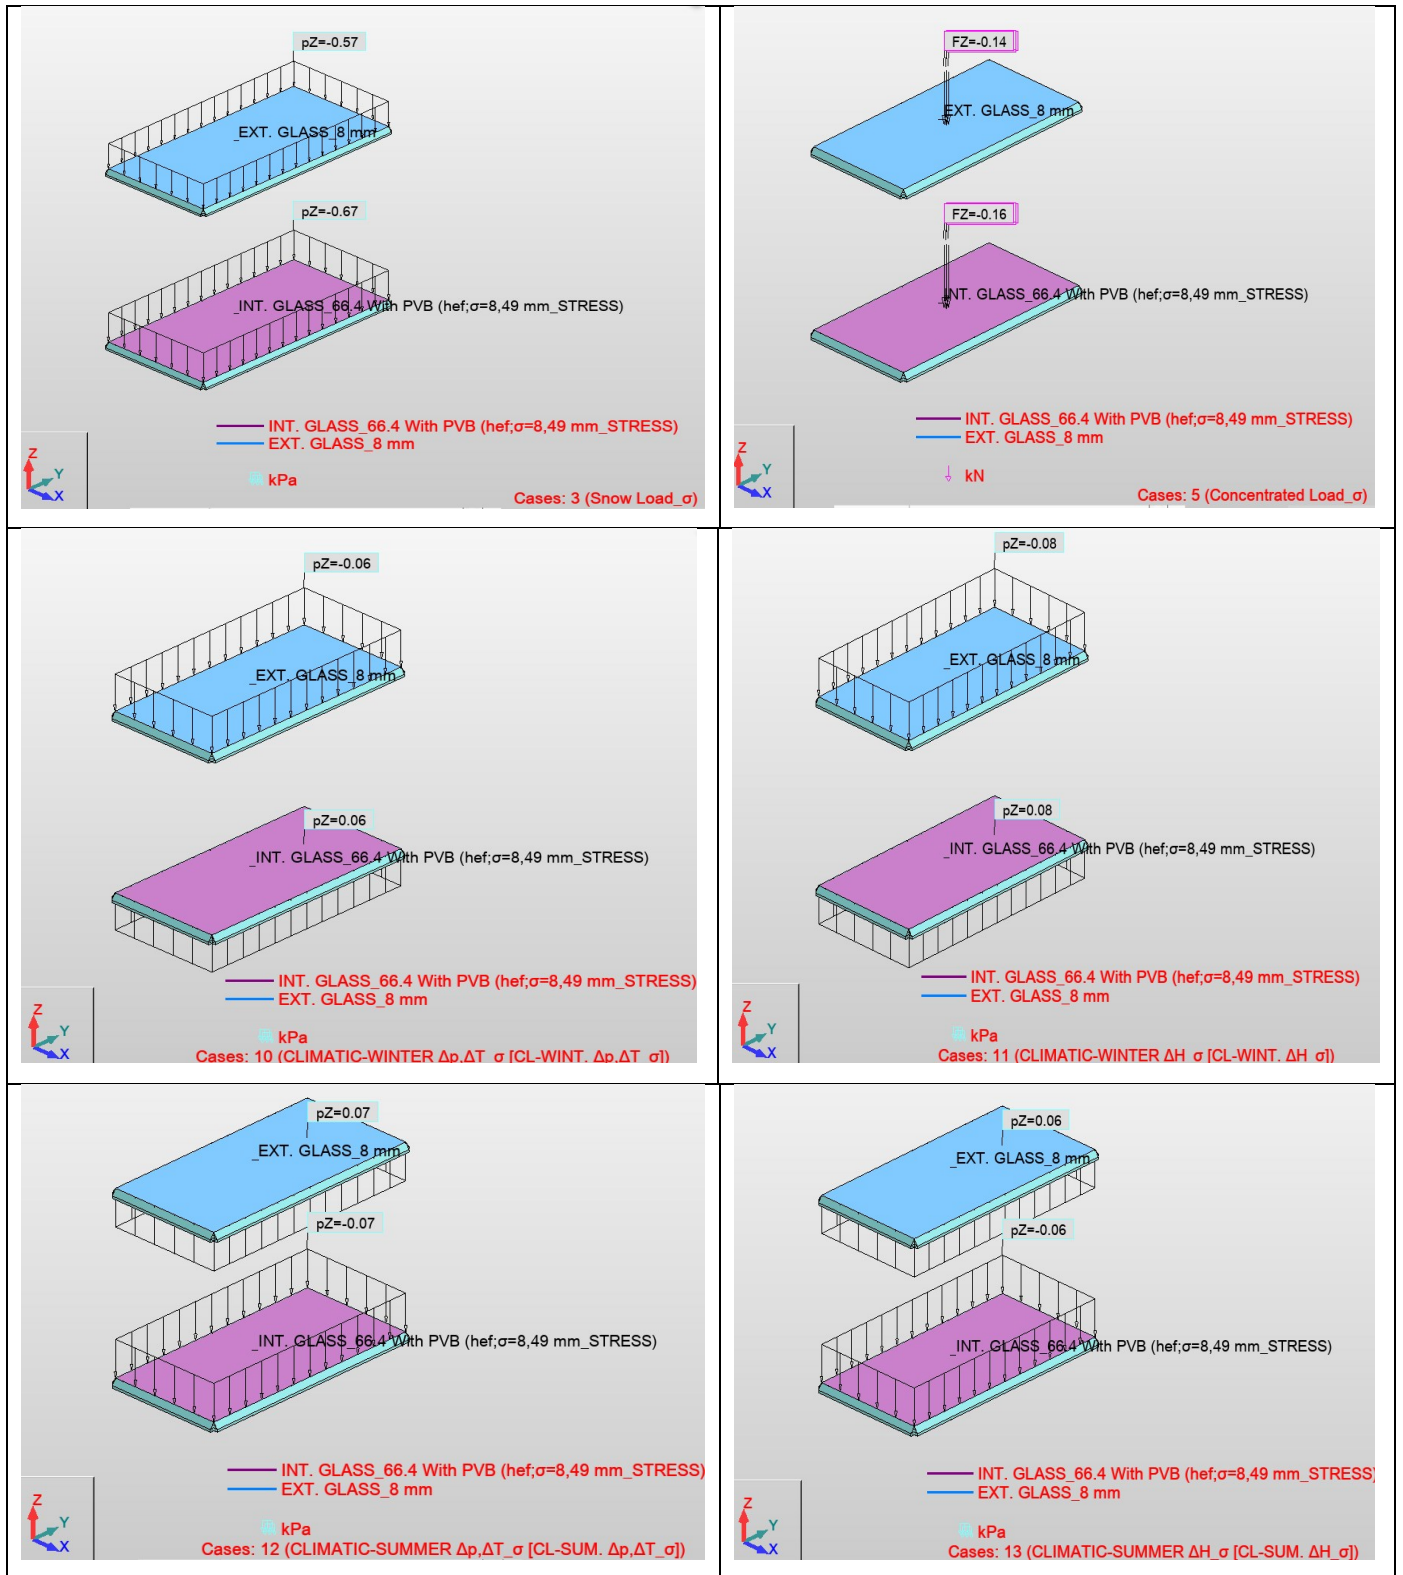 pZ=-0.57
_EXT. GLASS_8 mm
pZ=-0.67
_INT. GLASS_66.4 With PVB (hef;σ=8,49 mm_STRESS)
INT. GLASS_66.4 With PVB (hef;σ=8,49 mm_STRESS)
EXT. GLASS_8 mm
Z
Y
X
kPa
Cases: 3 (Snow Load_σ)
FZ=-0.14
EXT. GLASS_8 mm
FZ=-0.16
INT. GLASS_66.4 With PVB (hef;σ=8,49 mm_STRESS)
INT. GLASS_66.4 With PVB (hef;σ=8,49 mm_STRESS)
EXT. GLASS_8 mm
Z
Y
X
kN
Cases: 5 (Concentrated Load_σ)
pZ=-0.06
_EXT. GLASS_8 mm
pZ=0.06
_INT. GLASS_66.4 With PVB (hef;σ=8,49 mm_STRESS)
INT. GLASS_66.4 With PVB (hef;σ=8,49 mm_STRESS)
EXT. GLASS_8 mm
Z
Y
X
kPa
Cases: 10 (CLIMATIC-WINTER Δp,ΔT_σ [CL-WINT. Δp,ΔT_σ])
pZ=-0.08
_EXT. GLASS_8 mm
pZ=0.08
_INT. GLASS_66.4 With PVB (hef;σ=8,49 mm_STRESS)
INT. GLASS_66.4 With PVB (hef;σ=8,49 mm_STRESS)
EXT. GLASS_8 mm
Z
Y
X
kPa
Cases: 11 (CLIMATIC-WINTER ΔH_σ [CL-WINT. ΔH_σ])
pZ=0.07
_EXT. GLASS_8 mm
pZ=-0.07
_INT. GLASS_66.4 With PVB (hef;σ=8,49 mm_STRESS)
INT. GLASS_66.4 With PVB (hef;σ=8,49 mm_STRESS)
EXT. GLASS_8 mm
Z
Y
X
kPa
Cases: 12 (CLIMATIC-SUMMER Δp,ΔT_σ [CL-SUM. Δp,ΔT_σ])
pZ=0.06
_EXT. GLASS_8 mm
pZ=-0.06
_INT. GLASS_66.4 With PVB (hef;σ=8,49 mm_STRESS)
INT. GLASS_66.4 With PVB (hef;σ=8,49 mm_STRESS)
EXT. GLASS_8 mm
Z
Y
X
kPa
Cases: 13 (CLIMATIC-SUMMER ΔH_σ [CL-SUM. ΔH_σ])